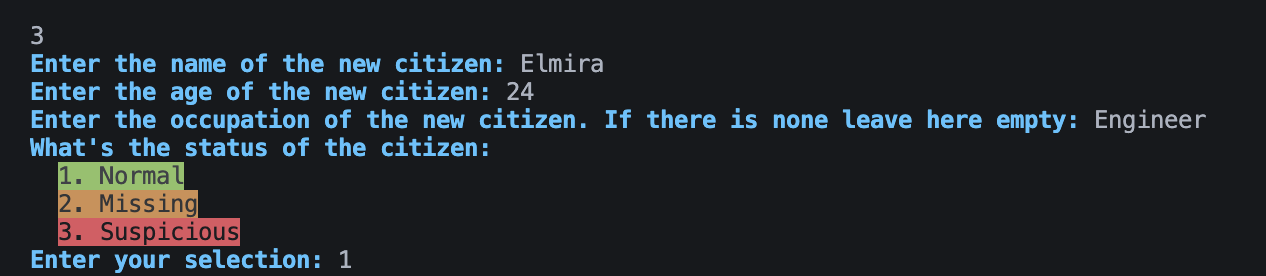 3
Enter the name of the new citizen: Elmira
Enter the age of the new citizen: 24
Enter the occupation of the new citizen. If there is none leave here empty: Engineer
What's the status of the citizen:
1. Normal
2. Missing
3. Suspicious
Enter your selection: 1